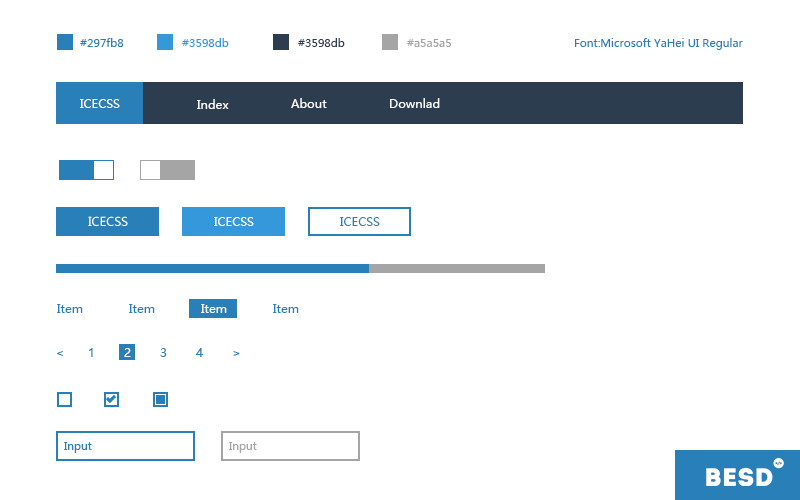 #297fb8 #3598db #3598db #a5a5a5 Font:Microsoft YaHei UI Regular
ICECSS Index About Downlad
ICECSS ICECSS ICECSS
Item Item Item Item
< 1 2 3 4 >
Input Input
BESD </>